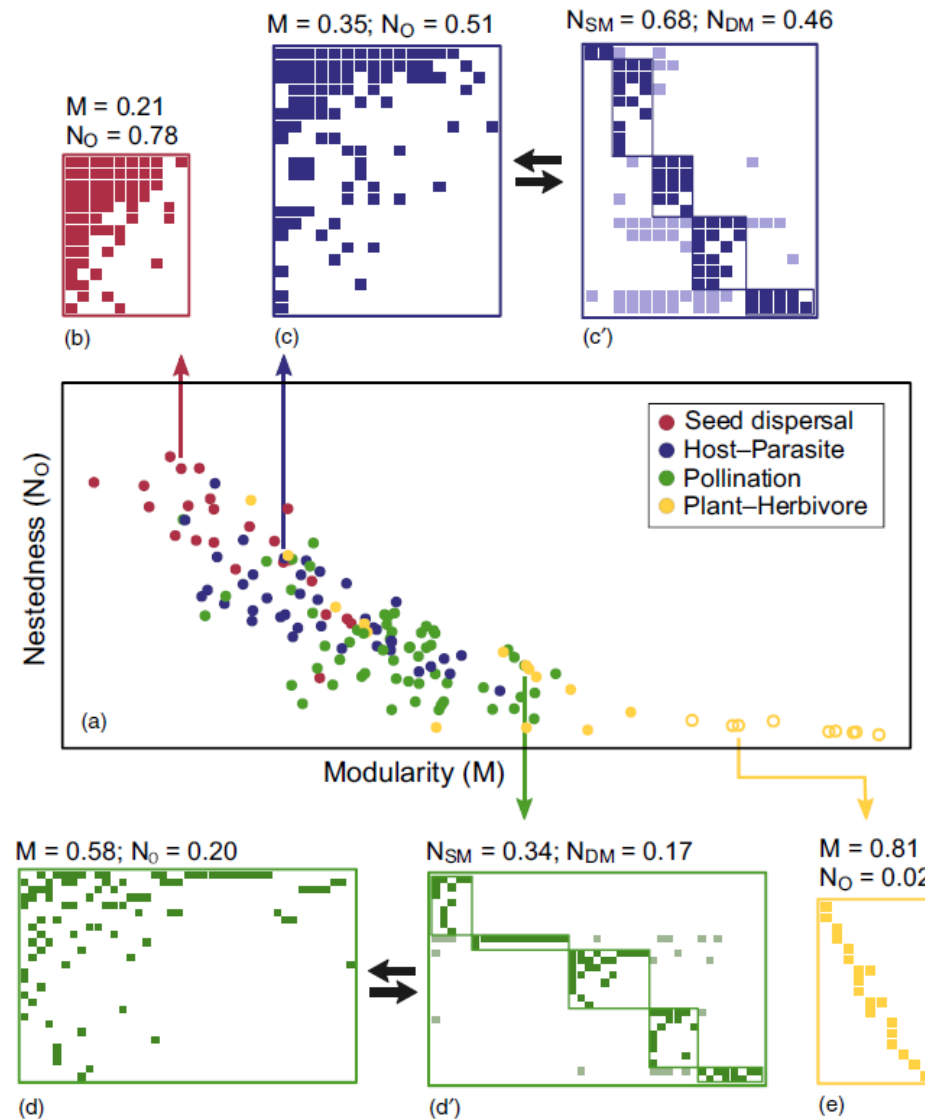 M = 0.35; N_O = 0.51
N_SM = 0.68; N_DM = 0.46
M = 0.21
N_O = 0.78
(b)
(c)
(c′)
Nestedness (N_O)
Seed dispersal
Host–Parasite
Pollination
Plant–Herbivore
(a)
Modularity (M)
M = 0.58; N_0 = 0.20
N_SM = 0.34; N_DM = 0.17
M = 0.81
N_O = 0.02
(d)
(d′)
(e)